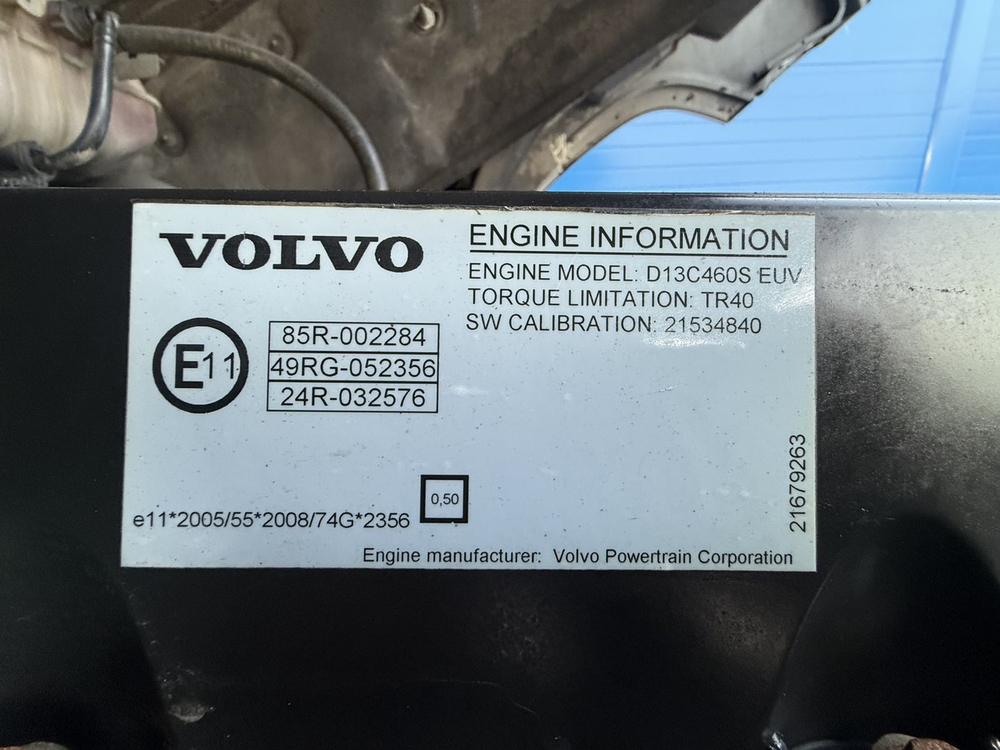 VOLVO
ENGINE INFORMATION
ENGINE MODEL: D13C460S EUV
TORQUE LIMITATION: TR40
SW CALIBRATION: 21534840
E11
85R-002284
49RG-052356
24R-032576
0,50
e11*2005/55*2008/74G*2356
21679263
Engine manufacturer: Volvo Powertrain Corporation